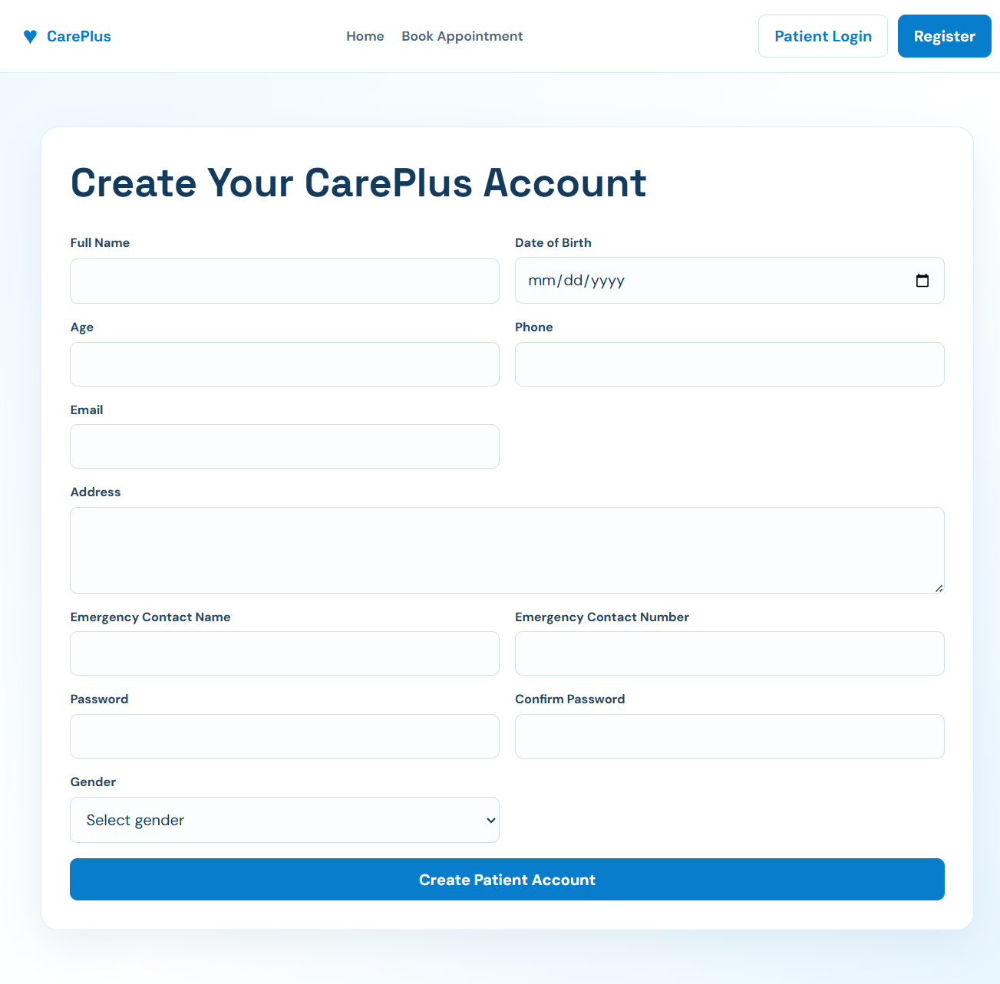 CarePlus
Home Book Appointment
Patient Login
Register
Create Your CarePlus Account
Full Name
Date of Birth
mm/dd/yyyy
Age
Phone
Email
Address
Emergency Contact Name
Emergency Contact Number
Password
Confirm Password
Gender
Select gender
Create Patient Account